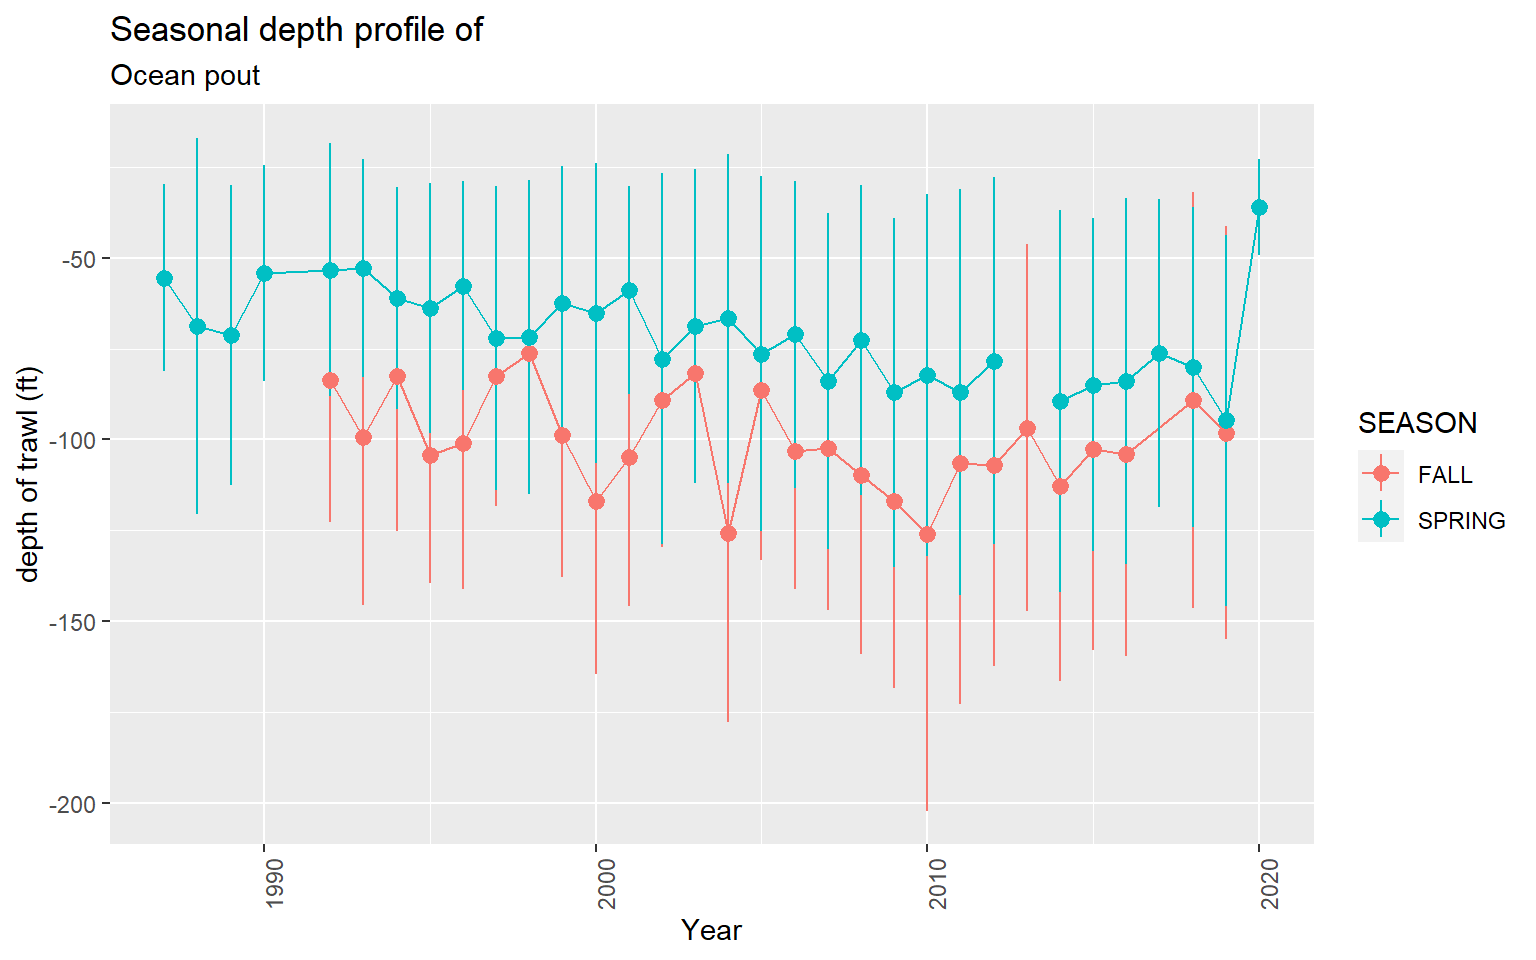 Seasonal depth profile of
Ocean pout
depth of trawl (ft)
-50
-100
-150
-200
1990
2000
2010
2020
Year
SEASON
FALL
SPRING